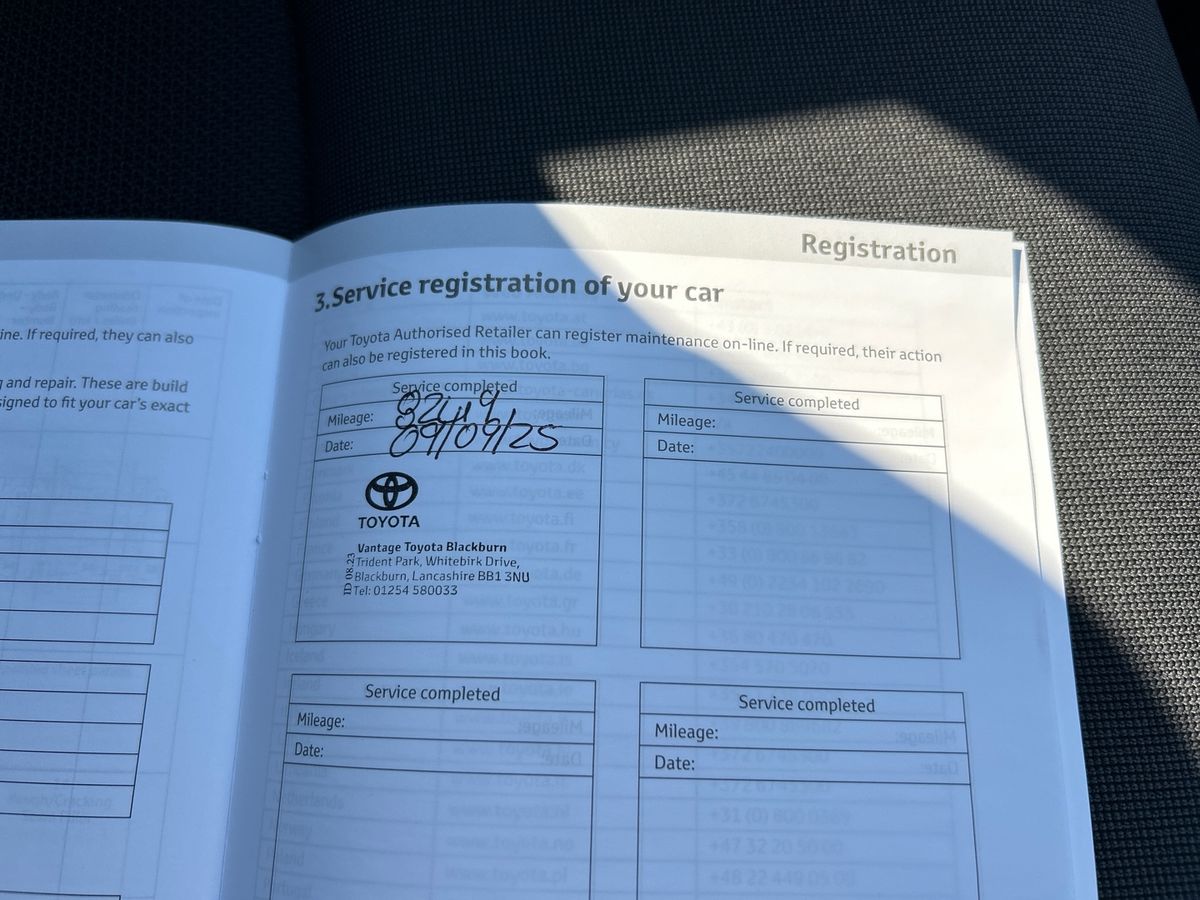 Registration
ine. If required, they can also
g and repair. These are build
signed to fit your car's exact
3.Service registration of your car
Your Toyota Authorised Retailer can register maintenance on-line. If required, their action
can also be registered in this book.
Service completed
Mileage:
Date: 09/09/25
TOYOTA
ID 08.23
Vantage Toyota Blackburn
Trident Park, Whitebirk Drive,
Blackburn, Lancashire BB1 3NU
Tel: 01254 580033
Service completed
Mileage:
Date:
Service completed
Mileage:
Date:
Service completed
Mileage:
Date: